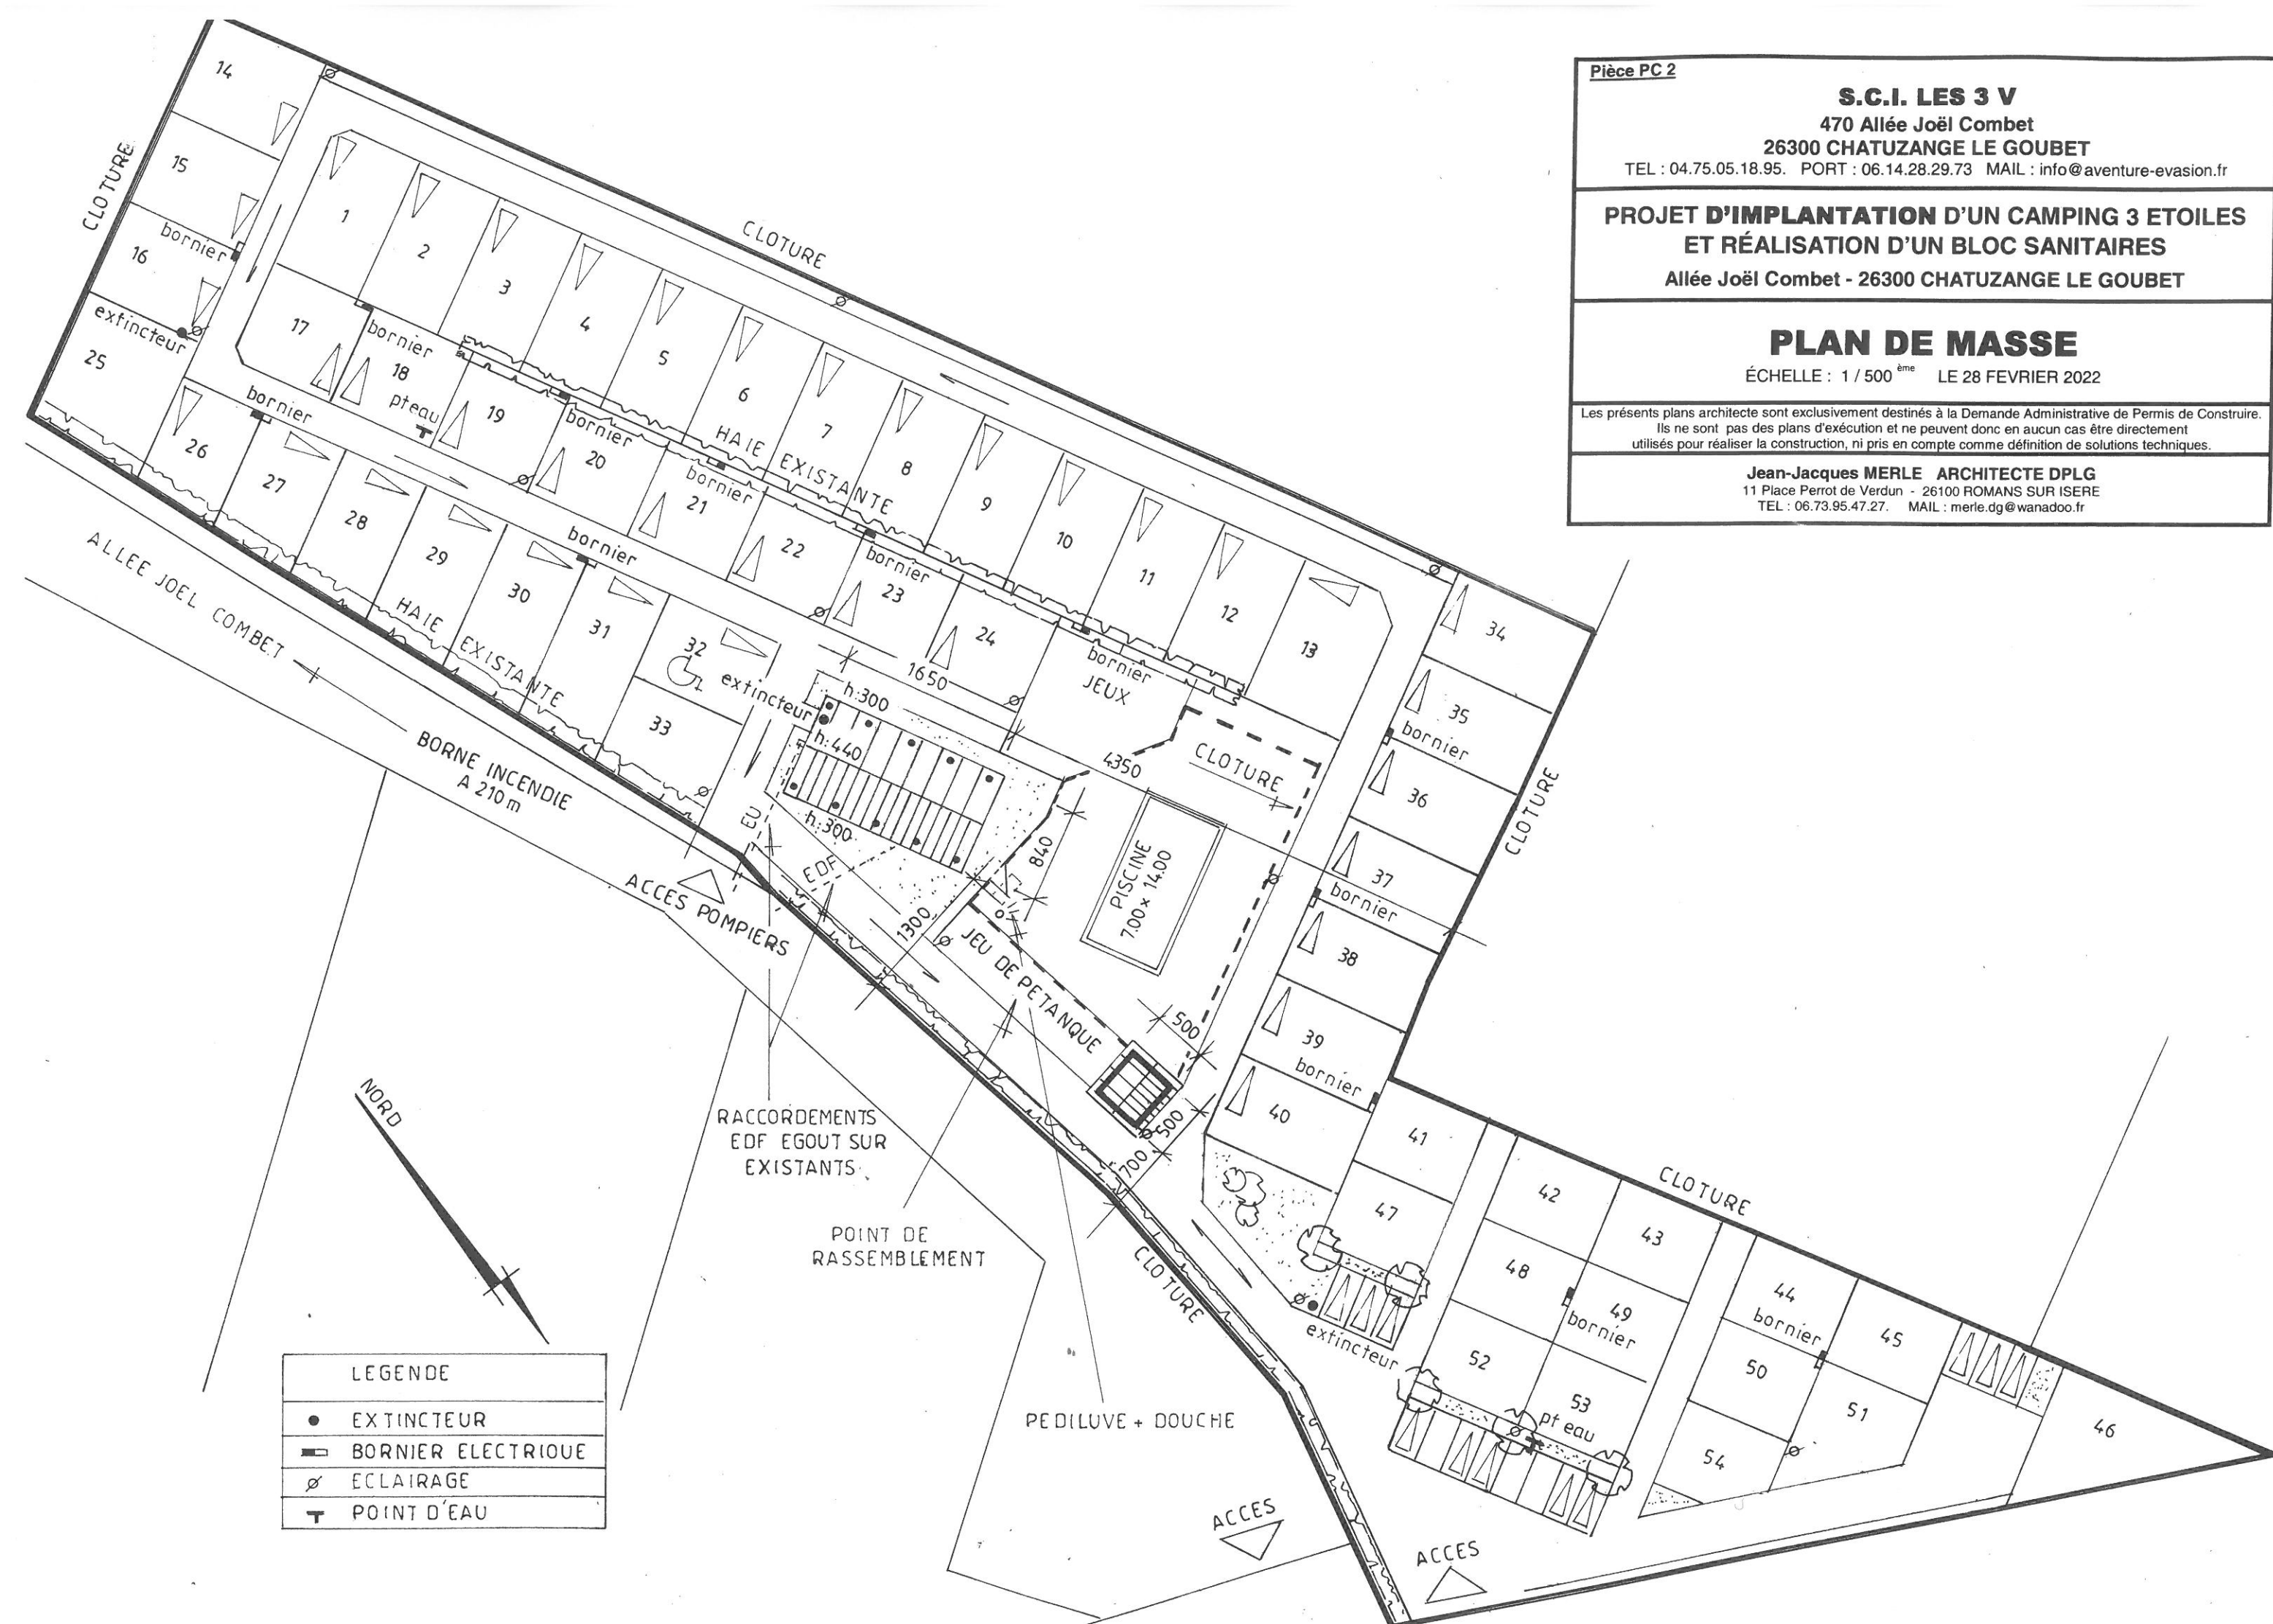 Pièce PC 2
S.C.I. LES 3 V
470 Allée Joël Combet
26300 CHATUZANGE LE GOUBET
TEL : 04.75.05.18.95. PORT : 06.14.28.29.73 MAIL : info@aventure-evasion.fr
PROJET D'IMPLANTATION D'UN CAMPING 3 ETOILES
ET RÉALISATION D'UN BLOC SANITAIRES
Allée Joël Combet - 26300 CHATUZANGE LE GOUBET
PLAN DE MASSE
ÉCHELLE : 1 / 500 ème LE 28 FEVRIER 2022
Les présents plans architecte sont exclusivement destinés à la Demande Administrative de Permis de Construire.
Ils ne sont pas des plans d'exécution et ne peuvent donc en aucun cas être directement
utilisés pour réaliser la construction, ni pris en compte comme définition de solutions techniques.
Jean-Jacques MERLE ARCHITECTE DPLG
11 Place Perrot de Verdun - 26100 ROMANS SUR ISERE
TEL : 06.73.95.47.27. MAIL : merle.dg@wanadoo.fr
14
15
16
25
CLOTURE
bornier
extincteur
CLOTURE
1
2
3
4
5
6
7
8
9
10
11
12
13
17
18
19
20
21
22
23
24
bornier
pt eau
bornier
bornier
bornier
bornier
HAIE EXISTANTE
JEUX
bornier
26
27
28
29
30
31
32
33
bornier
HAIE EXISTANTE
extincteur
ALLEE JOEL COMBET
BORNE INCENDIE
A 210 m
ACCES POMPIERS
1650
h:300
h:440
h:300
EU
EDF
4350
CLOTURE
840
1300
PISCINE
7.00 x 14.00
JEU DE PETANQUE
500
500
700
34
35
bornier
36
37
bornier
38
39
bornier
40
CLOTURE
41
47
42
43
48
49
bornier
52
53
pt eau
44
bornier
45
50
51
54
46
CLOTURE
extincteur
RACCORDEMENTS
EDF EGOUT SUR
EXISTANTS
POINT DE
RASSEMBLEMENT
CLOTURE
PEDILUVE + DOUCHE
ACCES
ACCES
NORD
LEGENDE
EXTINCTEUR
BORNIER ELECTRIQUE
ECLAIRAGE
POINT D'EAU